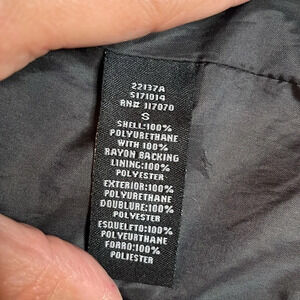 22137A
S171014
RN# 117070
S
SHELL:100%
POLYURETHANE
WITH 100%
RAYON BACKING
LINING:100%
POLYESTER
EXTERIOR:100%
POLYURETHANE
DOUBLURE:100%
POLYESTER
ESQUELETO:100%
POLYEURTHANE
FORRO:100%
POLIESTER